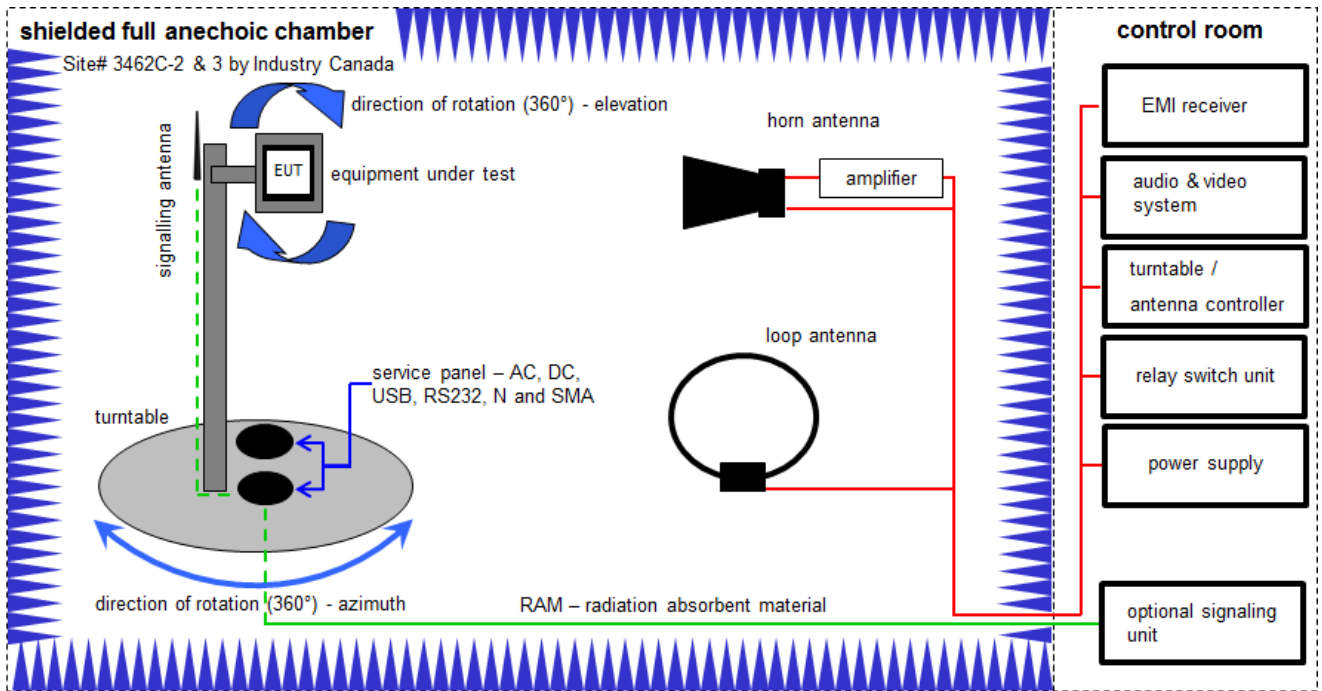 shielded full anechoic chamber
Site# 3462C-2 & 3 by Industry Canada
direction of rotation (360°) - elevation
signalling antenna
EUT
equipment under test
horn antenna
amplifier
loop antenna
service panel – AC, DC,
USB, RS232, N and SMA
turntable
direction of rotation (360°) - azimuth
RAM – radiation absorbent material
control room
EMI receiver
audio & video
system
turntable /
antenna controller
relay switch unit
power supply
optional signaling
unit